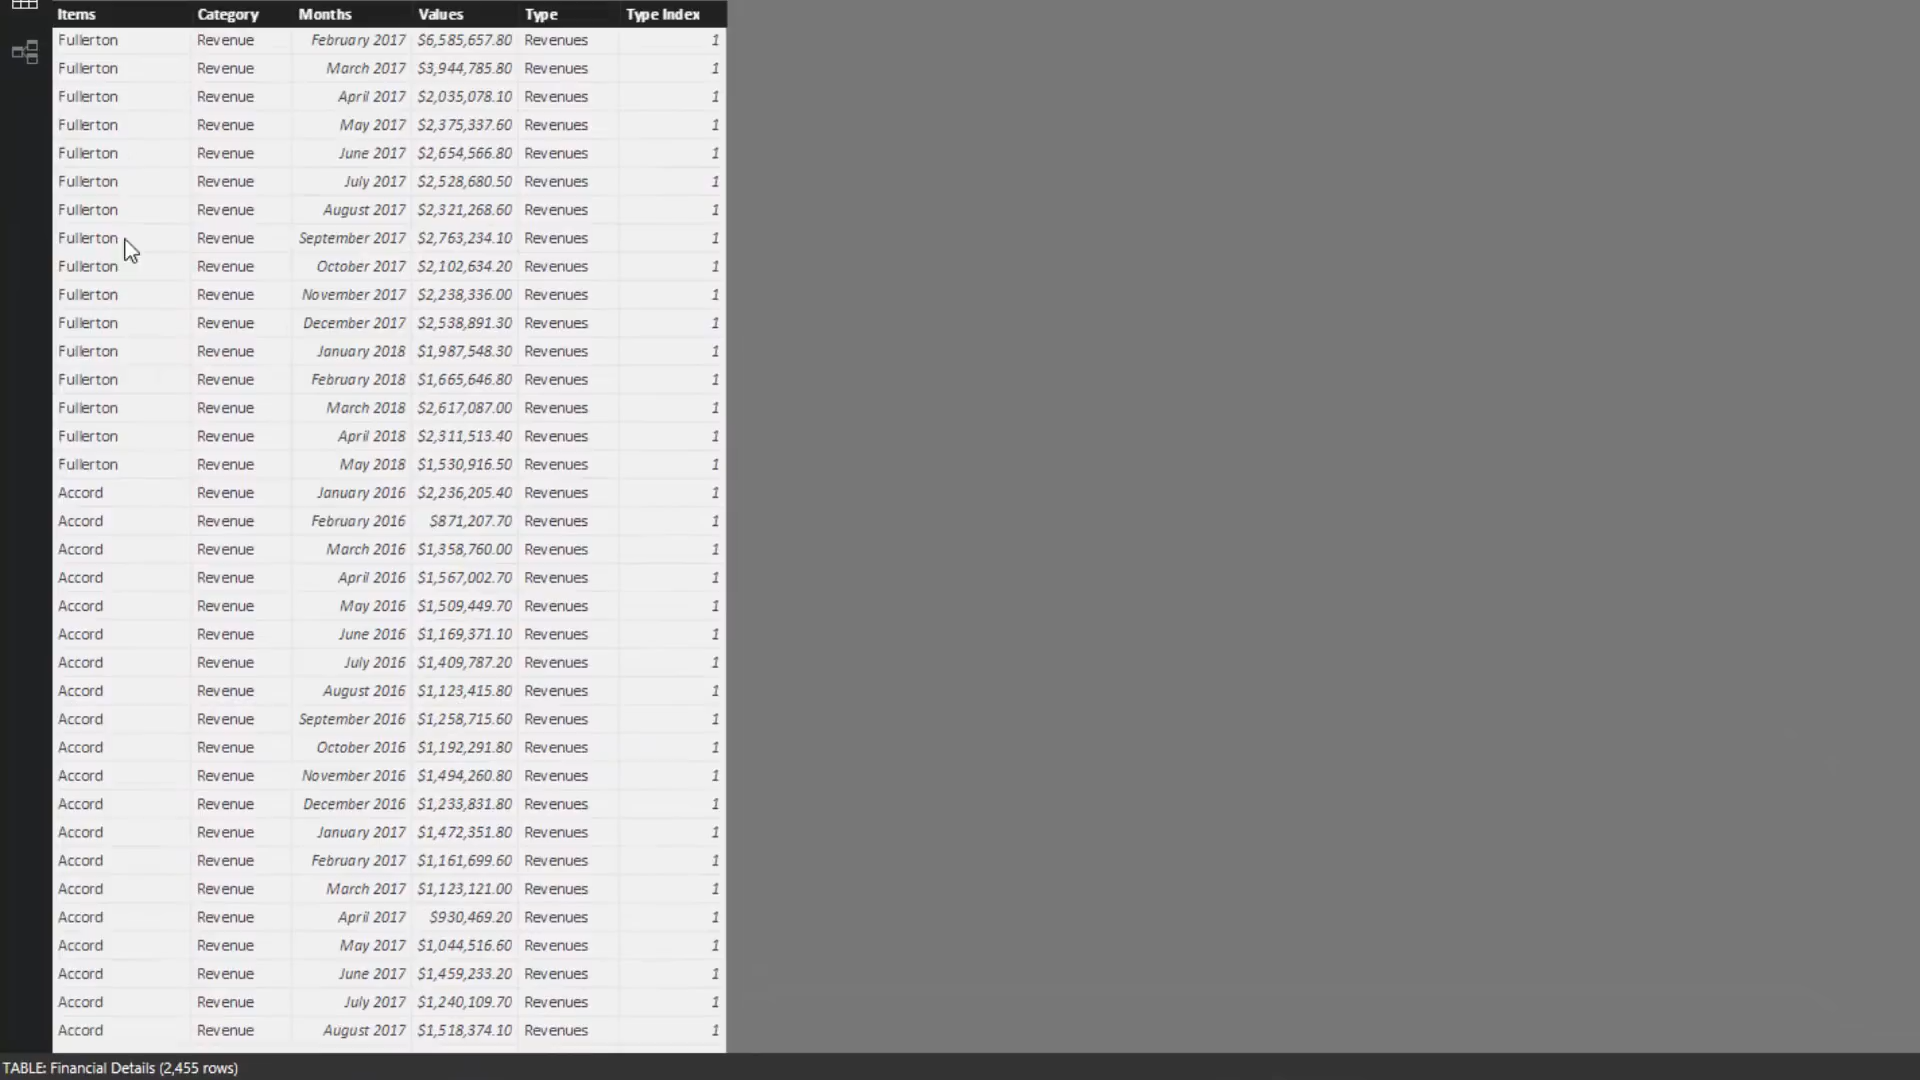 Items Category Months Values Type Type Index
Fullerton Revenue February 2017 $6,585,657.80 Revenues 1
Fullerton Revenue March 2017 $3,944,785.80 Revenues 1
Fullerton Revenue April 2017 $2,035,078.10 Revenues 1
Fullerton Revenue May 2017 $2,375,337.60 Revenues 1
Fullerton Revenue June 2017 $2,654,566.80 Revenues 1
Fullerton Revenue July 2017 $2,528,680.50 Revenues 1
Fullerton Revenue August 2017 $2,321,268.60 Revenues 1
Fullerton Revenue September 2017 $2,763,234.10 Revenues 1
Fullerton Revenue October 2017 $2,102,634.20 Revenues 1
Fullerton Revenue November 2017 $2,238,336.00 Revenues 1
Fullerton Revenue December 2017 $2,538,891.30 Revenues 1
Fullerton Revenue January 2018 $1,987,548.30 Revenues 1
Fullerton Revenue February 2018 $1,665,646.80 Revenues 1
Fullerton Revenue March 2018 $2,617,087.00 Revenues 1
Fullerton Revenue April 2018 $2,311,513.40 Revenues 1
Fullerton Revenue May 2018 $1,530,916.50 Revenues 1
Accord Revenue January 2016 $2,236,205.40 Revenues 1
Accord Revenue February 2016 $871,207.70 Revenues 1
Accord Revenue March 2016 $1,358,760.00 Revenues 1
Accord Revenue April 2016 $1,567,002.70 Revenues 1
Accord Revenue May 2016 $1,509,449.70 Revenues 1
Accord Revenue June 2016 $1,169,371.10 Revenues 1
Accord Revenue July 2016 $1,409,787.20 Revenues 1
Accord Revenue August 2016 $1,123,415.80 Revenues 1
Accord Revenue September 2016 $1,258,715.60 Revenues 1
Accord Revenue October 2016 $1,192,291.80 Revenues 1
Accord Revenue November 2016 $1,494,260.80 Revenues 1
Accord Revenue December 2016 $1,233,831.80 Revenues 1
Accord Revenue January 2017 $1,472,351.80 Revenues 1
Accord Revenue February 2017 $1,161,699.60 Revenues 1
Accord Revenue March 2017 $1,123,121.00 Revenues 1
Accord Revenue April 2017 $930,469.20 Revenues 1
Accord Revenue May 2017 $1,044,516.60 Revenues 1
Accord Revenue June 2017 $1,459,233.20 Revenues 1
Accord Revenue July 2017 $1,240,109.70 Revenues 1
Accord Revenue August 2017 $1,518,374.10 Revenues 1
TABLE: Financial Details (2,455 rows)